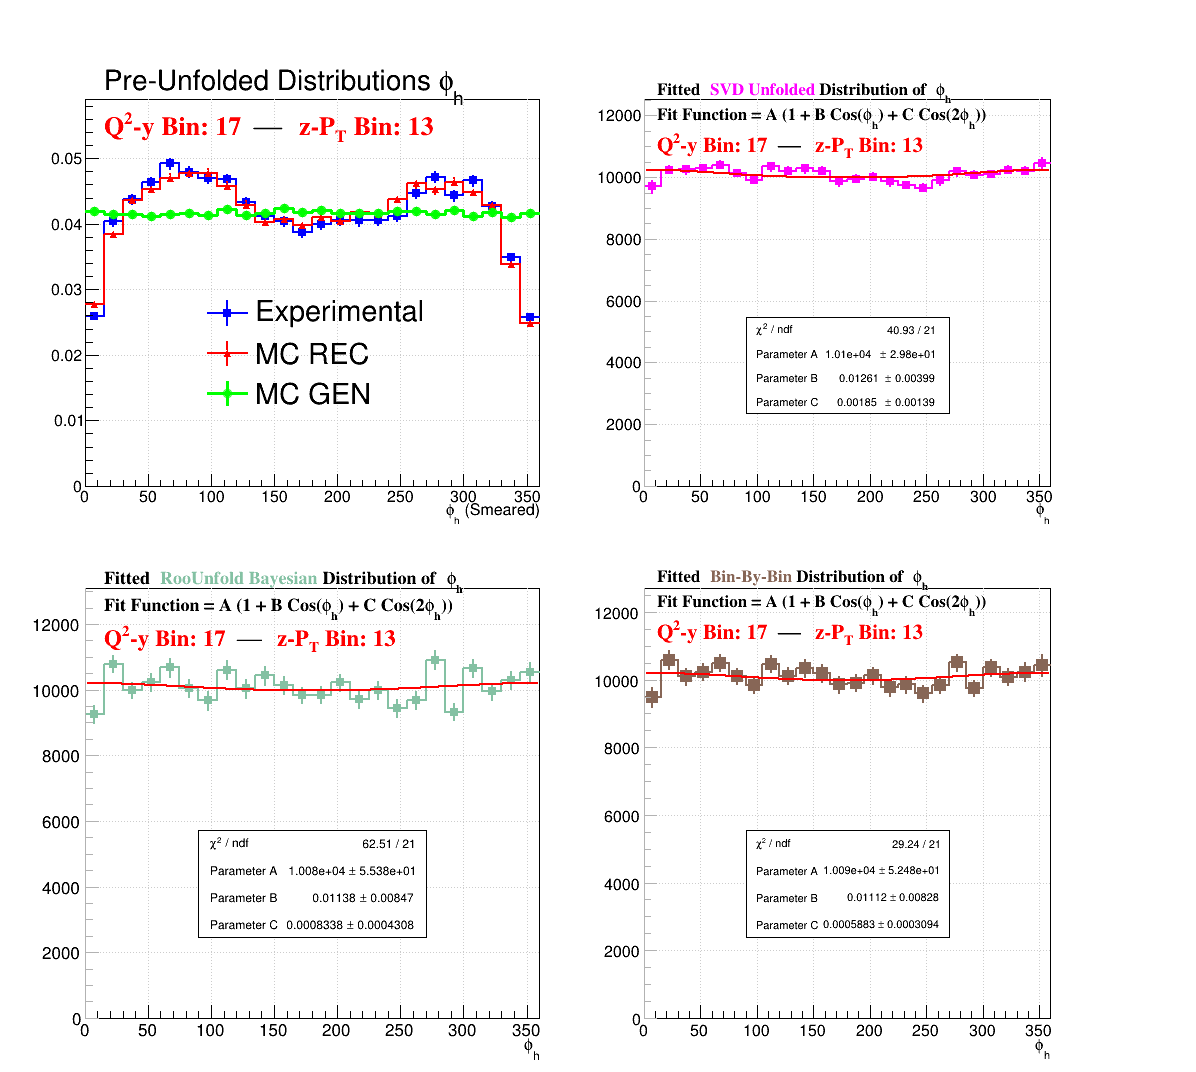 Pre-Unfolded Distributions ϕh
Q²-y Bin: 17 — z-PT Bin: 13
0.05
0.04
0.03
0.02
0.01
0
Experimental
MC REC
MC GEN
0 50 100 150 200 250 300 350
ϕh (Smeared)
Fitted SVD Unfolded Distribution of ϕh
Fit Function = A (1 + B Cos(ϕh) + C Cos(2ϕh))
Q²-y Bin: 17 — z-PT Bin: 13
12000
10000
8000
6000
4000
2000
0
χ² / ndf 40.93 / 21
Parameter A 1.01e+04 ± 2.98e+01
Parameter B 0.01261 ± 0.00399
Parameter C 0.00185 ± 0.00139
0 50 100 150 200 250 300 350
ϕh
Fitted RooUnfold Bayesian Distribution of ϕh
Fit Function = A (1 + B Cos(ϕh) + C Cos(2ϕh))
Q²-y Bin: 17 — z-PT Bin: 13
12000
10000
8000
6000
4000
2000
0
χ² / ndf 62.51 / 21
Parameter A 1.008e+04 ± 5.538e+01
Parameter B 0.01138 ± 0.00847
Parameter C 0.0008338 ± 0.0004308
0 50 100 150 200 250 300 350
ϕh
Fitted Bin-By-Bin Distribution of ϕh
Fit Function = A (1 + B Cos(ϕh) + C Cos(2ϕh))
Q²-y Bin: 17 — z-PT Bin: 13
12000
10000
8000
6000
4000
2000
0
χ² / ndf 29.24 / 21
Parameter A 1.009e+04 ± 5.248e+01
Parameter B 0.01112 ± 0.00828
Parameter C 0.0005883 ± 0.0003094
0 50 100 150 200 250 300 350
ϕh